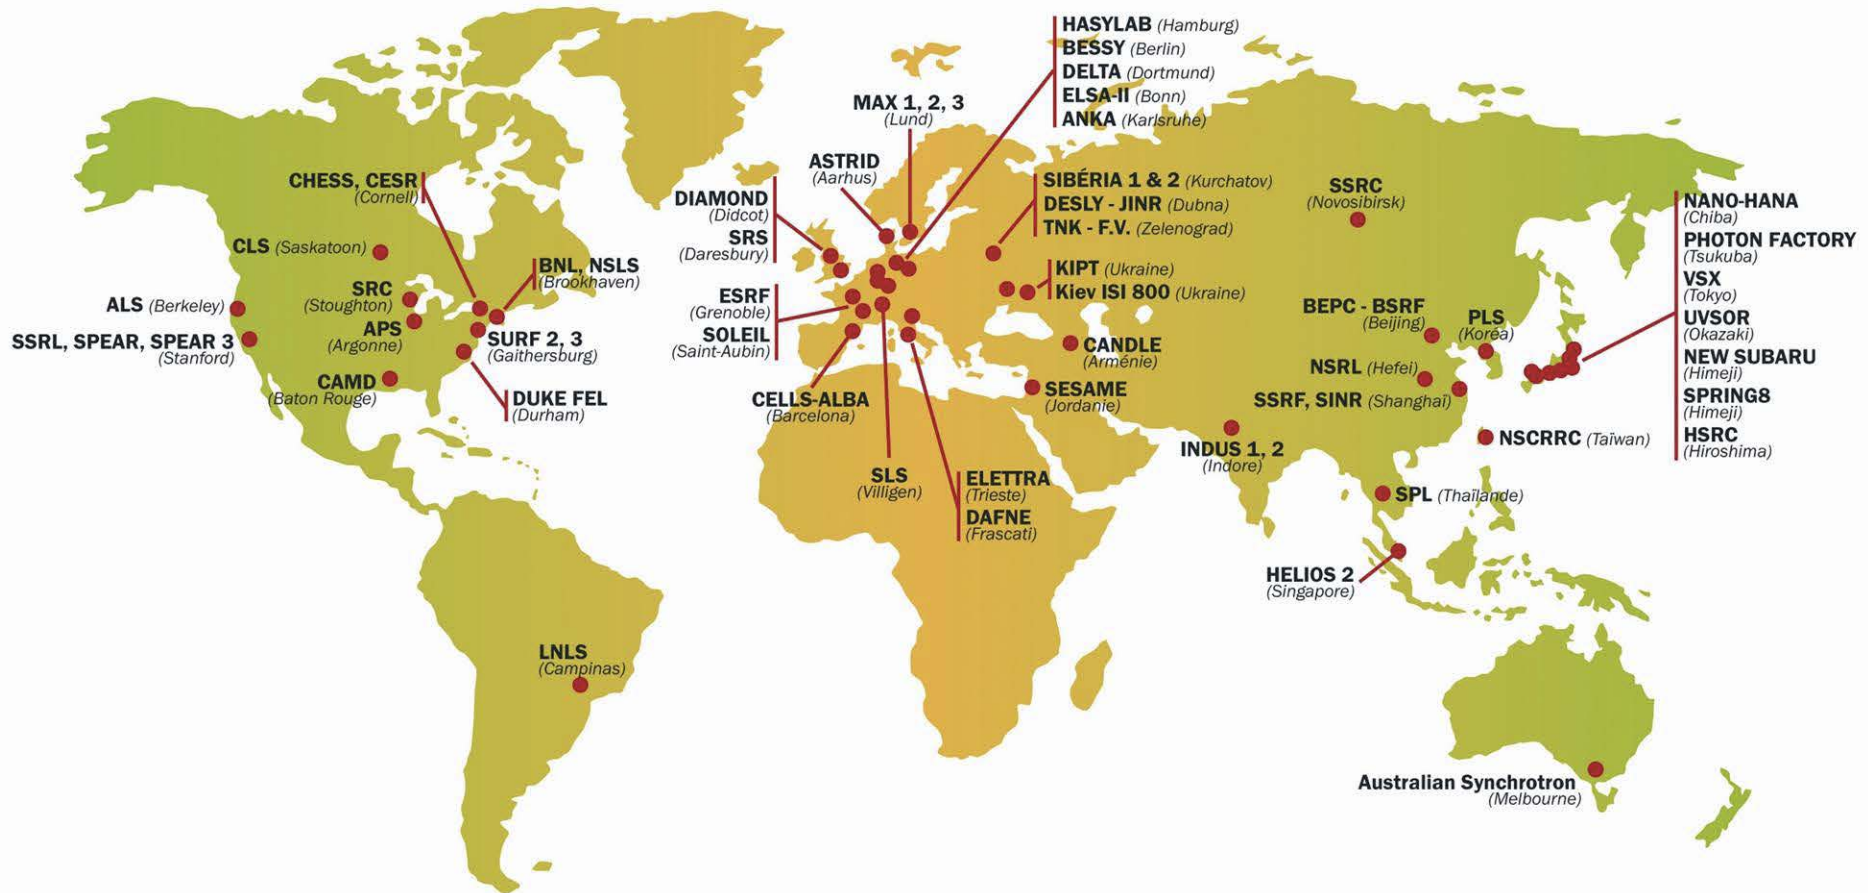 HASYLAB (Hamburg)
BESSY (Berlin)
DELTA (Dortmund)
ELSA-II (Bonn)
ANKA (Karlsruhe)
MAX 1, 2, 3
(Lund)
ASTRID
(Aarhus)
CHESS, CESR
(Cornell)
DIAMOND
(Didcot)
SRS
(Daresbury)
SIBÉRIA 1 & 2 (Kurchatov)
DESLY - JINR (Dubna)
TNK - F.V. (Zelenograd)
SSRC
(Novosibirsk)
NANO-HANA
(Chiba)
PHOTON FACTORY
(Tsukuba)
VSX
(Tokyo)
UVSOR
(Okazaki)
NEW SUBARU
(Himeji)
SPRING8
(Himeji)
HSRC
(Hiroshima)
CLS (Saskatoon)
BNL, NSLS
(Brookhaven)
SRC
(Stoughton)
ALS (Berkeley)
APS
(Argonne)
SSRL, SPEAR, SPEAR 3
(Stanford)
SURF 2, 3
(Gaithersburg)
CAMD
(Baton Rouge)
DUKE FEL
(Durham)
ESRF
(Grenoble)
SOLEIL
(Saint-Aubin)
KIPT (Ukraine)
Kiev ISI 800 (Ukraine)
BEPC - BSRF
(Beijing)
PLS
(Koréa)
CANDLE
(Arménie)
NSRL (Hefei)
SESAME
(Jordanie)
SSRF, SINR (Shanghaï)
CELLS-ALBA
(Barcelona)
NSCRRC (Taïwan)
INDUS 1, 2
(Indore)
SLS
(Villigen)
ELETTRA
(Trieste)
DAFNE
(Frascati)
SPL (Thaïlande)
HELIOS 2
(Singapore)
LNLS
(Campinas)
Australian Synchrotron
(Melbourne)